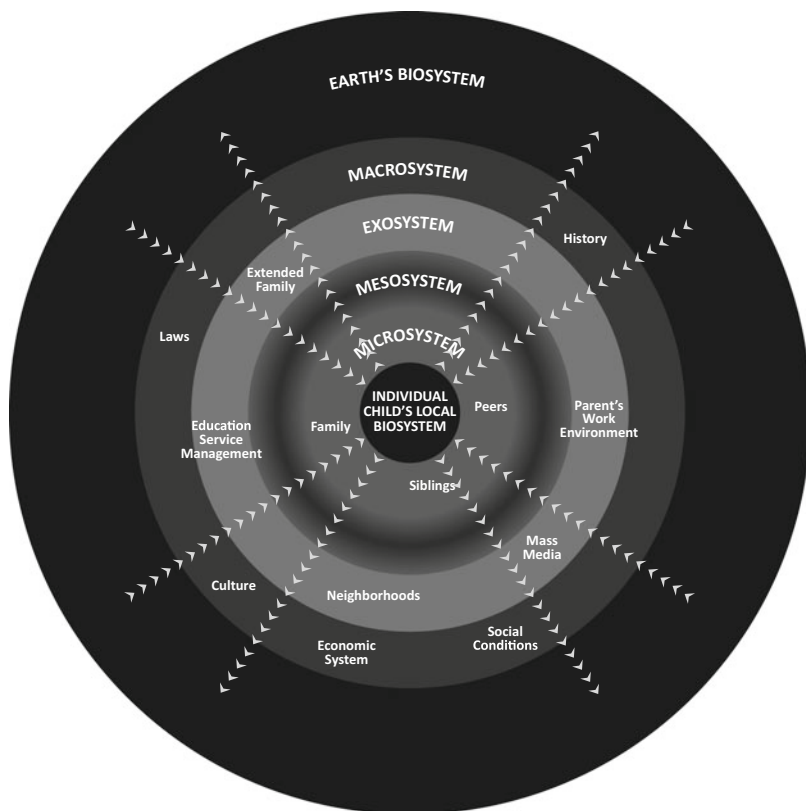 EARTH'S BIOSYSTEM
MACROSYSTEM
EXOSYSTEM
History
Extended
Family
MESOSYSTEM
Laws
MICROSYSTEM
INDIVIDUAL
CHILD'S LOCAL
BIOSYSTEM
Peers
Parent's
Work
Environment
Education
Service
Management
Family
Siblings
Mass
Media
Culture
Neighborhoods
Social
Conditions
Economic
System